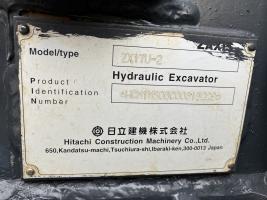 Model/type ZX17U-2
Product Hydraulic Excavator
Identification
Number
日立建機株式会社
Hitachi Construction Machinery Co., Ltd.
650, Kandatsu-machi, Tsuchiura-shi, Ibaraki-ken, 300-0013 Japan